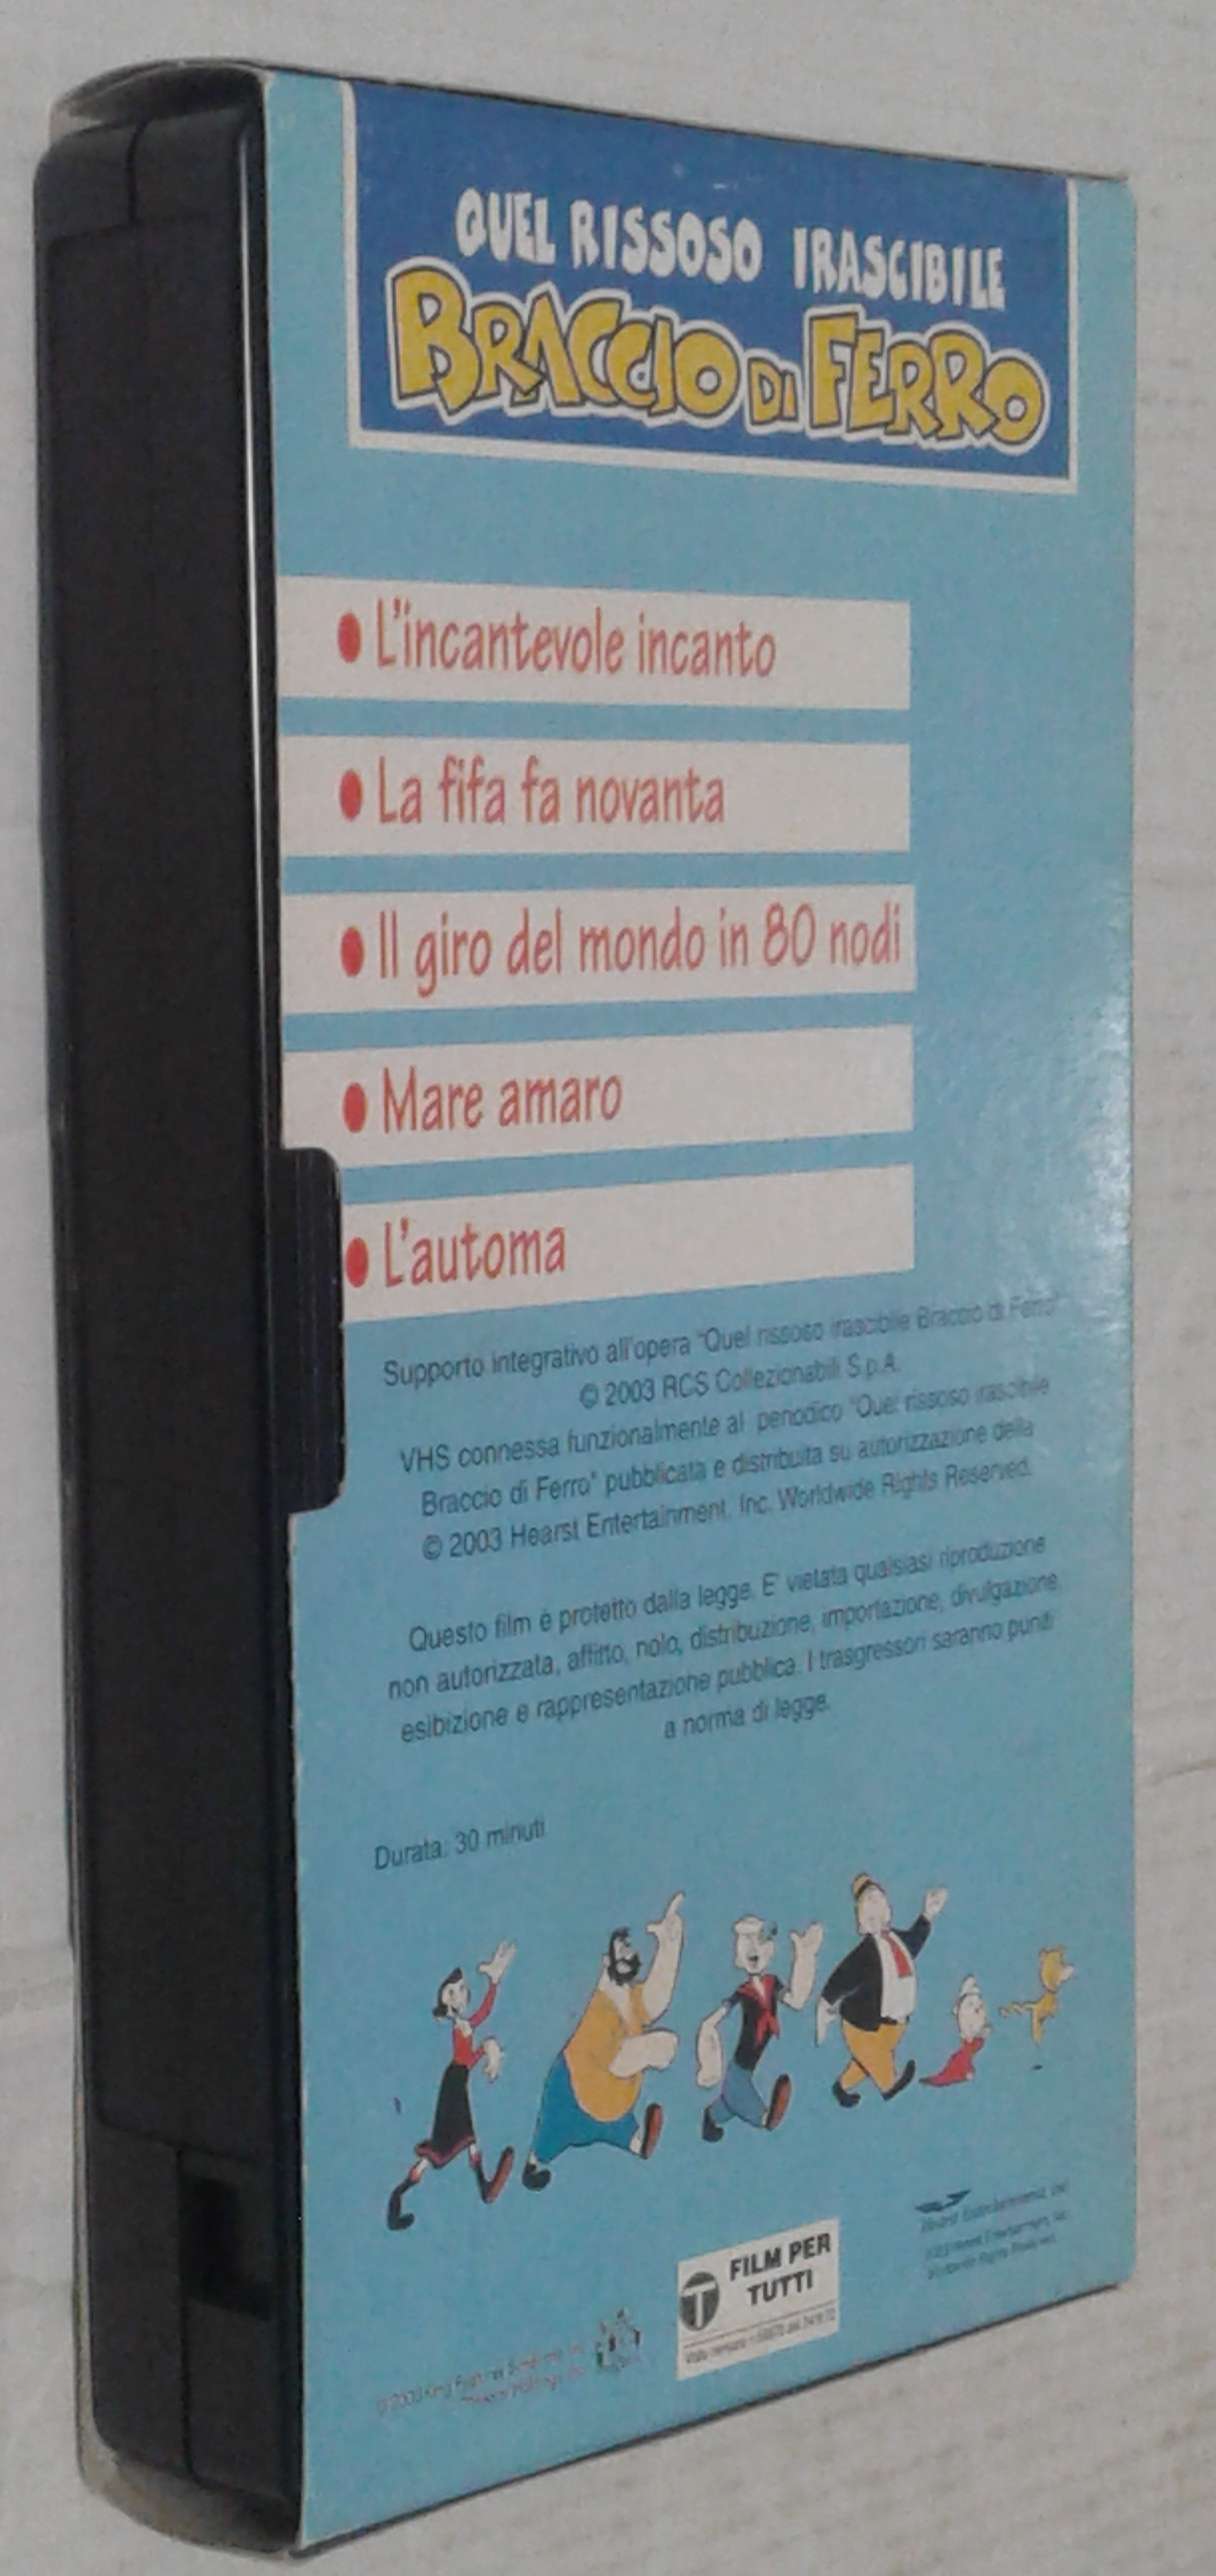 QUEL RISSOSO IRASCIBILE
BRACCIO DI FERRO
• L'incantevole incanto
• La fifa fa novanta
• Il giro del mondo in 80 nodi
• Mare amaro
• L'automa
Supporto integrativo all'opera "Quel rissoso irascibile Braccio di Ferro"
© 2003 RCS Collezionabili S.p.A.
VHS connessa funzionalmente al periodico "Quel rissoso irascibile
Braccio di Ferro" pubblicata e distribuita su autorizzazione della
© 2003 Hearst Entertainment, Inc. Worldwide Rights Reserved.
Questo film è protetto dalla legge. E' vietata qualsiasi riproduzione
non autorizzata, affitto, nolo, distribuzione, importazione, divulgazione,
esibizione e rappresentazione pubblica. I trasgressori saranno puniti
a norma di legge.
Durata: 30 minuti
T FILM PER
TUTTI